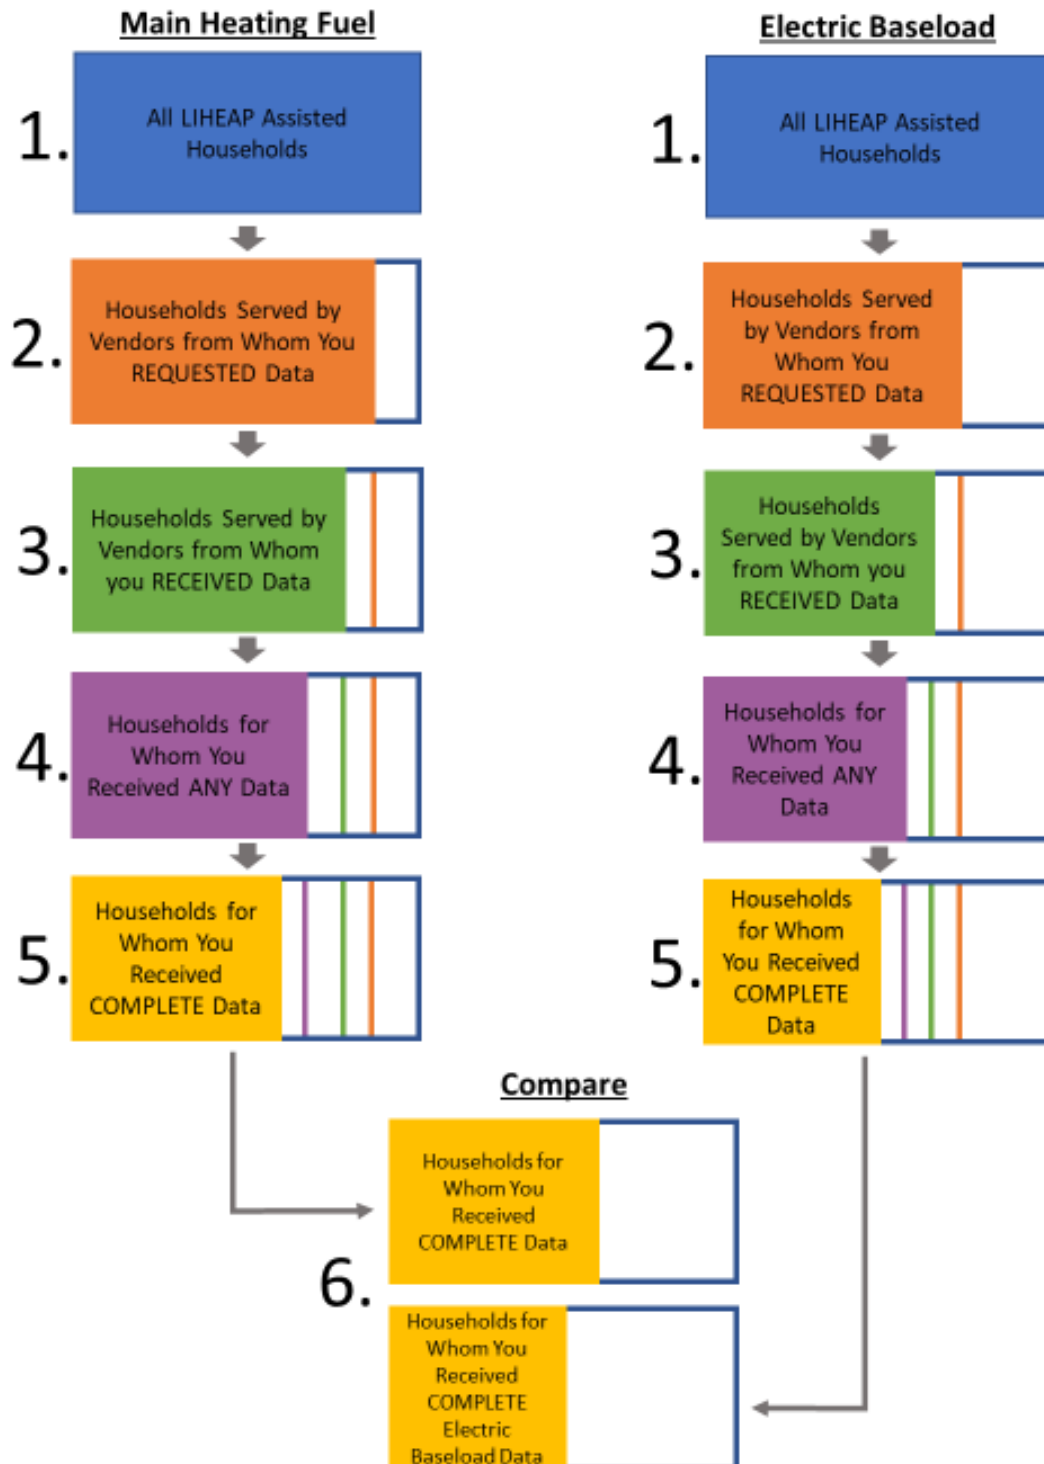 Main Heating Fuel
1.
All LIHEAP Assisted
Households
2.
Households Served by
Vendors from Whom You
REQUESTED Data
3.
Households Served by
Vendors from Whom
you RECEIVED Data
4.
Households for
Whom You
Received ANY Data
5.
Households for
Whom You
Received
COMPLETE Data
Electric Baseload
1.
All LIHEAP Assisted
Households
2.
Households Served
by Vendors from
Whom You
REQUESTED Data
3.
Households
Served by Vendors
from Whom you
RECEIVED Data
4.
Households for
Whom You
Received ANY
Data
5.
Households
for Whom
You Received
COMPLETE
Data
Compare
6.
Households for
Whom You
Received
COMPLETE Data
Households for
Whom You
Received
COMPLETE
Electric
Baseload Data